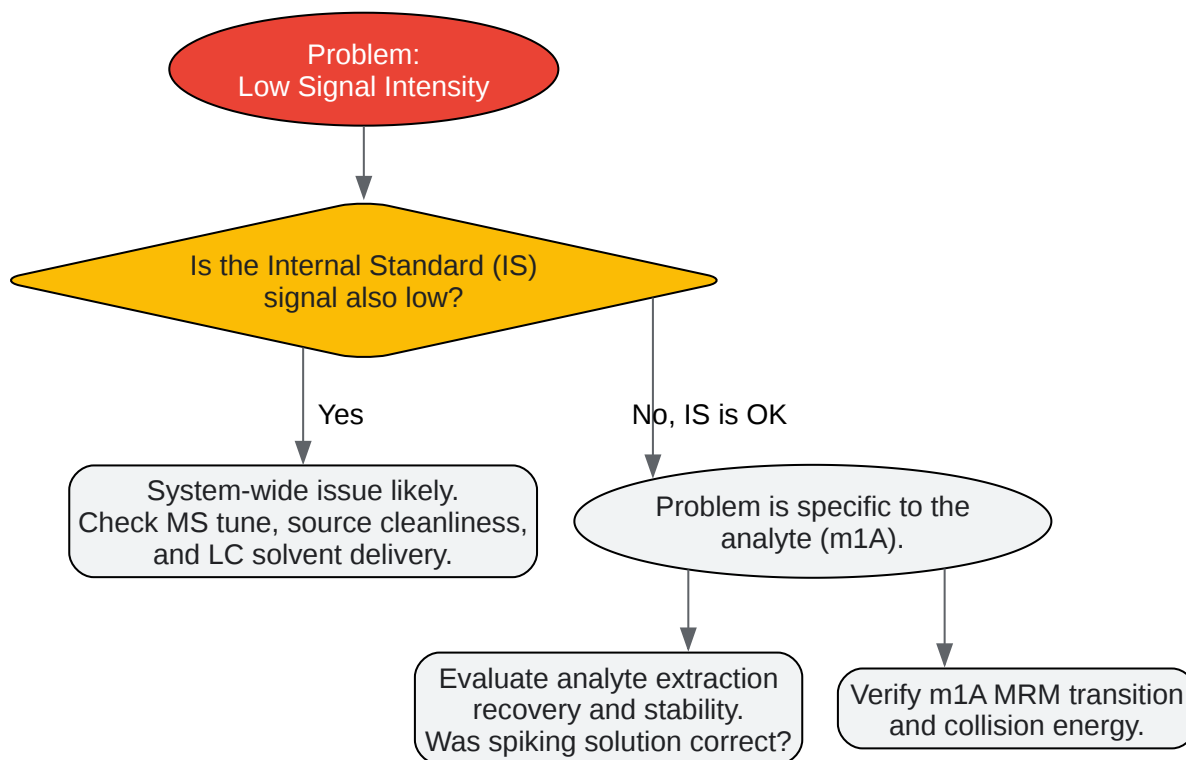 Problem:
Low Signal Intensity
Is the Internal Standard (IS)
signal also low?
Yes
No, IS is OK
System-wide issue likely.
Check MS tune, source cleanliness,
and LC solvent delivery.
Problem is specific to the
analyte (m1A).
Evaluate analyte extraction
recovery and stability.
Was spiking solution correct?
Verify m1A MRM transition
and collision energy.